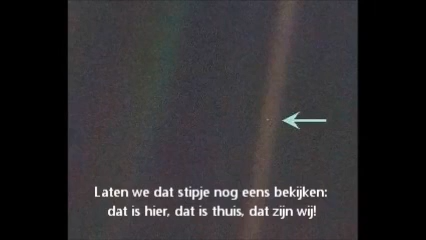 Laten we dat stipje nog eens bekijken:
dat is hier, dat is thuis, dat zijn wij!